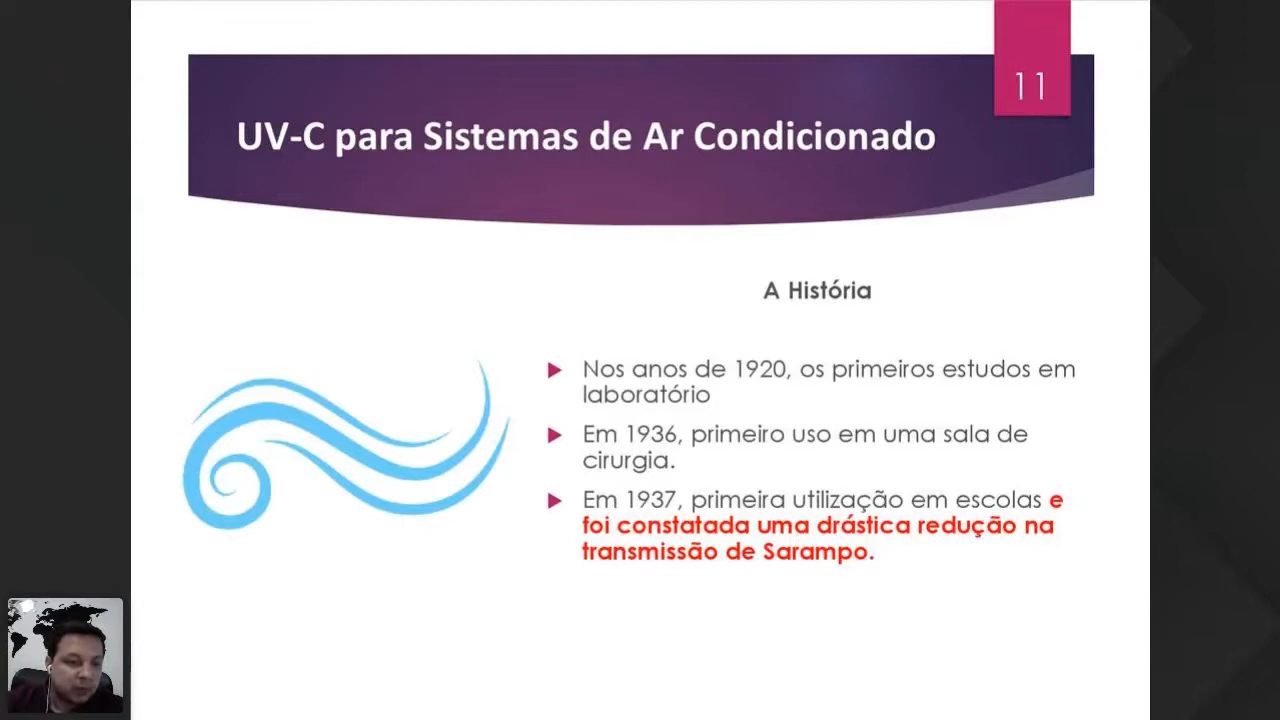 11
UV-C para Sistemas de Ar Condicionado
A História
Nos anos de 1920, os primeiros estudos em
laboratório
Em 1936, primeiro uso em uma sala de
cirurgia.
Em 1937, primeira utilização em escolas e
foi constatada uma drástica redução na
transmissão de Sarampo.